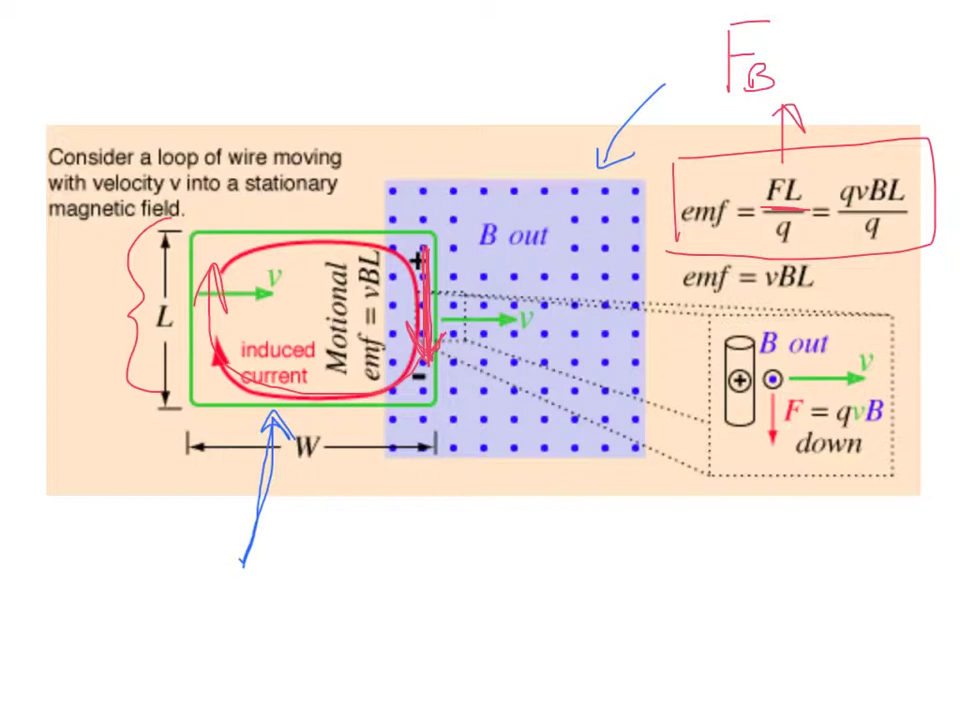 F_B
Consider a loop of wire moving
with velocity v into a stationary
magnetic field.
emf = FL/q = qvBL/q
emf = vBL
B out
+
v
L
Motional
emf = vBL
induced
current
v
-
W
B out
v
+
F = qvB
down